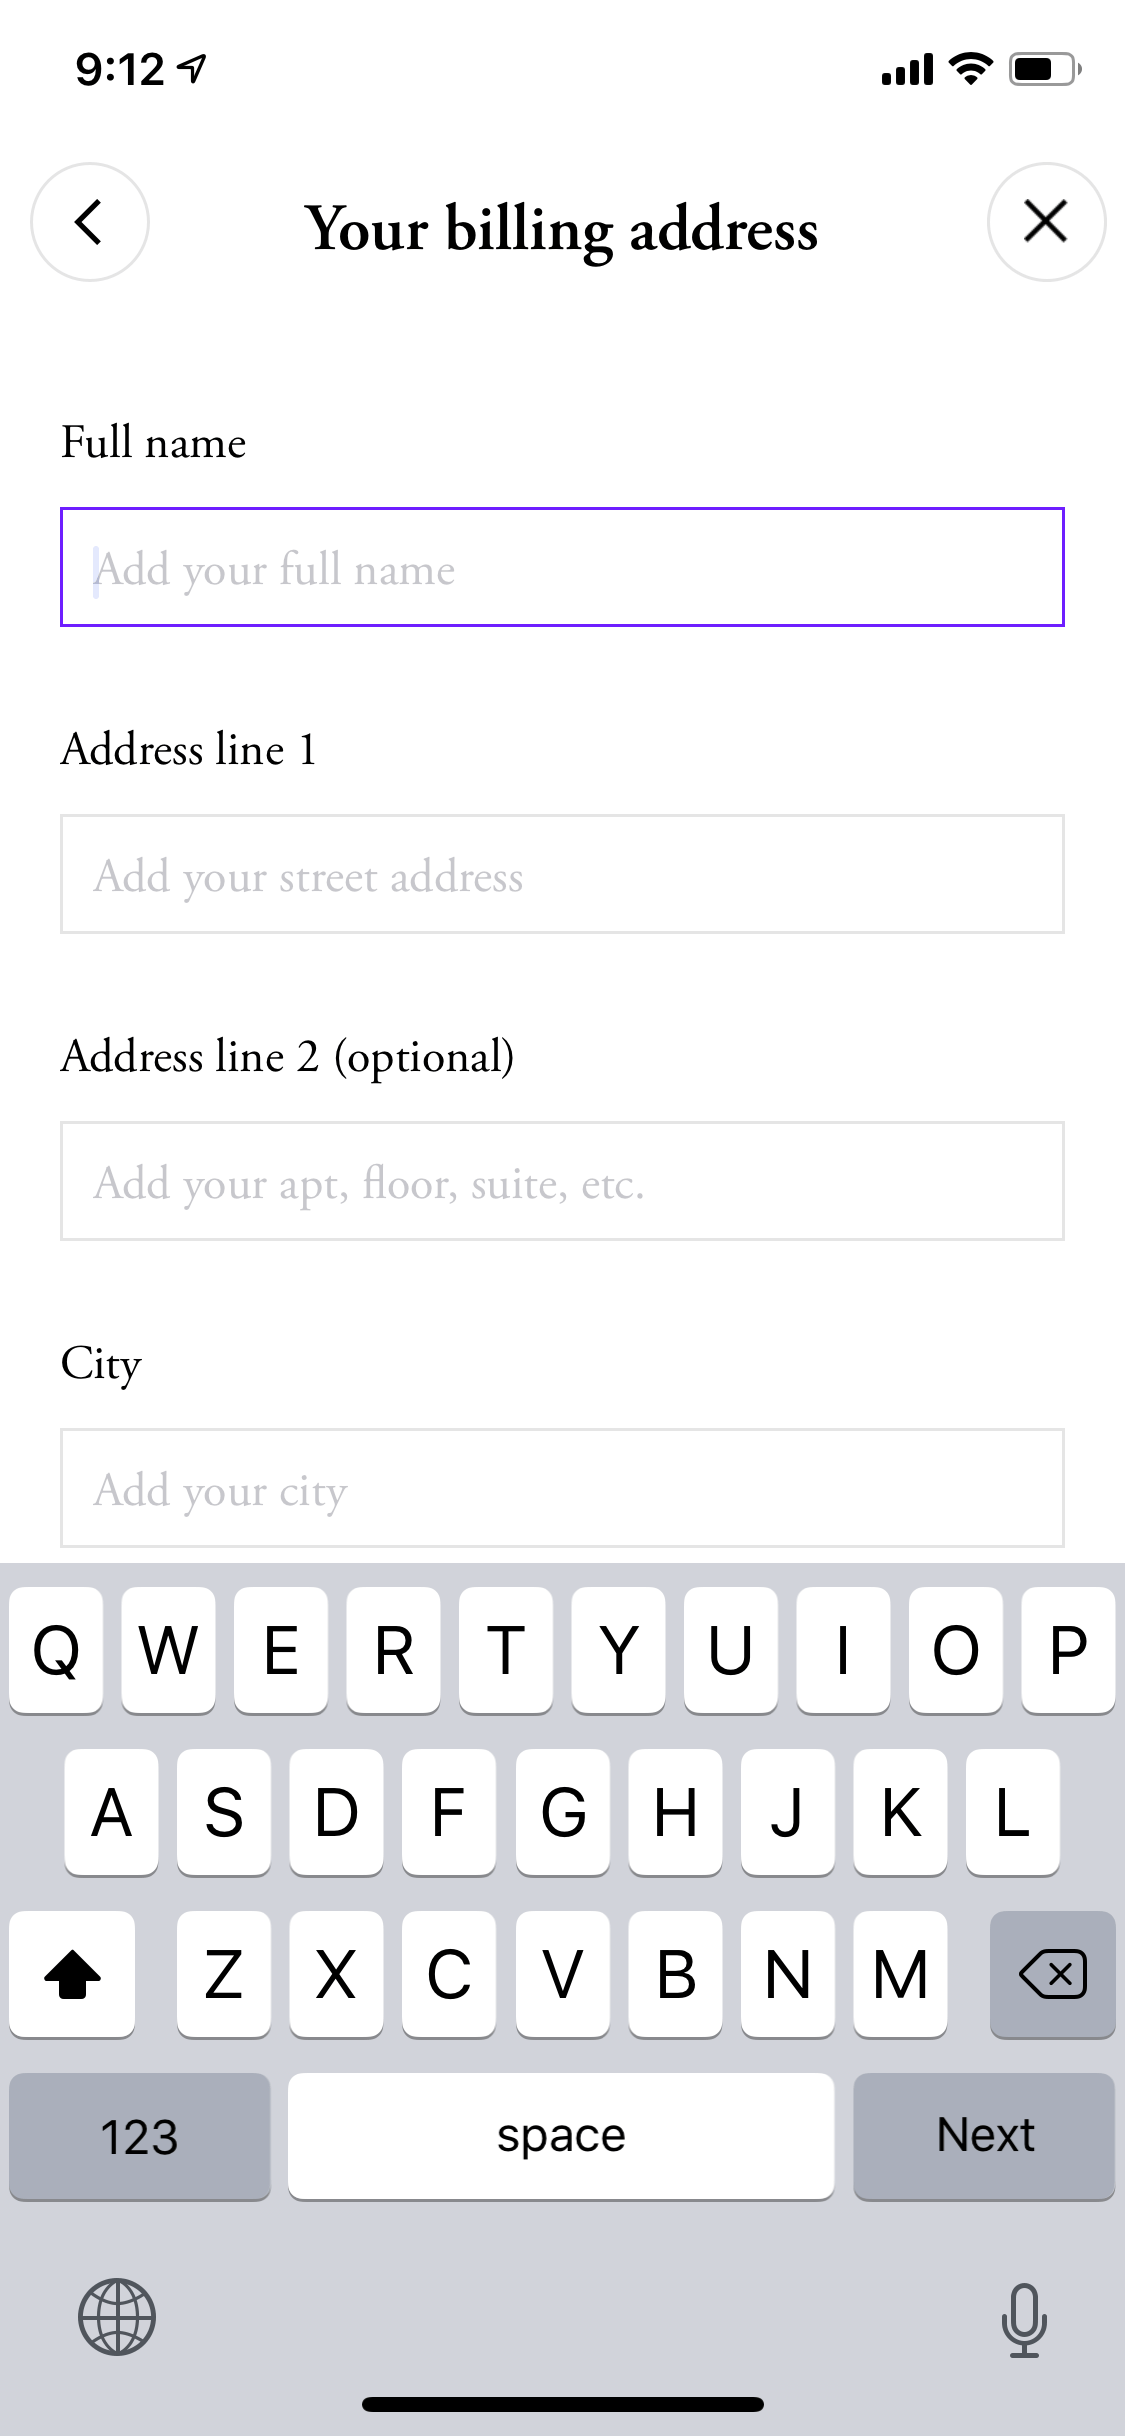 9:12
Your billing address
Full name
Add your full name
Address line 1
Add your street address
Address line 2 (optional)
Add your apt, floor, suite, etc.
City
Add your city
Q W E R T Y U I O P
A S D F G H J K L
Z X C V B N M
123 space Next